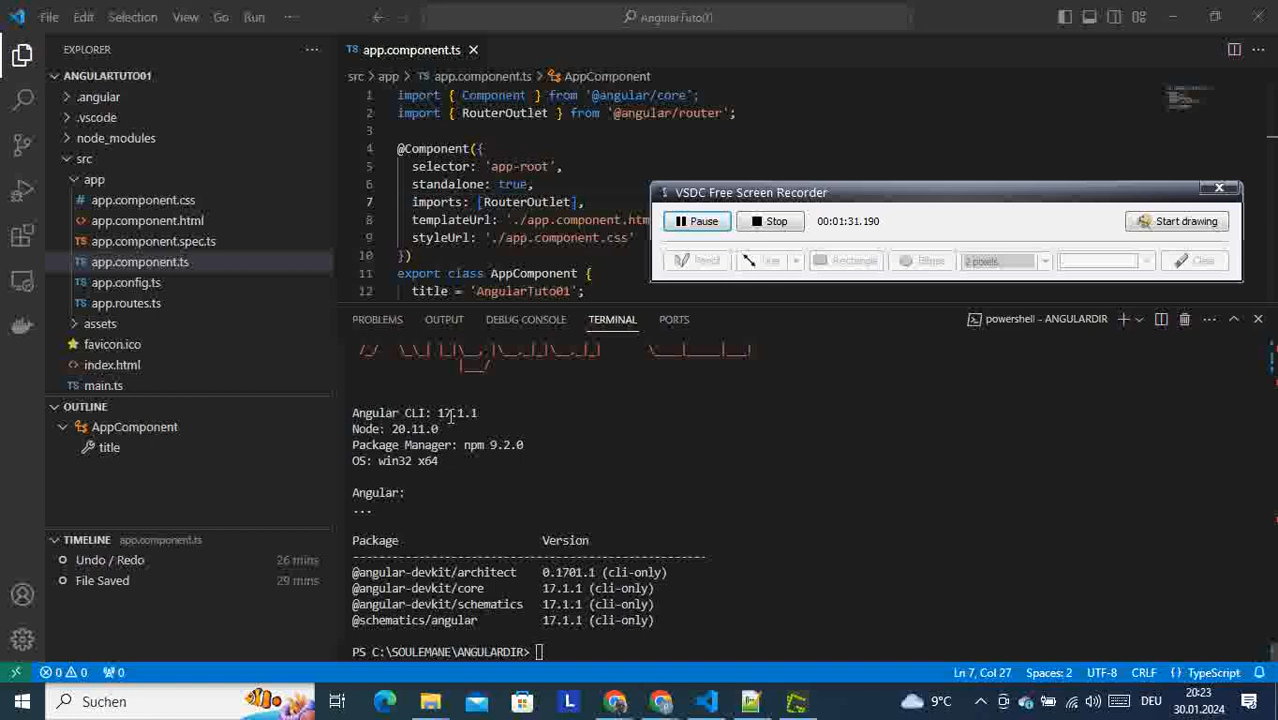 File Edit Selection View Go Run ···
AngularTuto01
EXPLORER
ANGULARTUTO01
.angular
.vscode
node_modules
src
app
app.component.css
app.component.html
app.component.spec.ts
app.component.ts
app.config.ts
app.routes.ts
assets
favicon.ico
index.html
main.ts
OUTLINE
AppComponent
title
TIMELINE app.component.ts
Undo / Redo 26 mins
File Saved 29 mins
TS app.component.ts
src > app > TS app.component.ts > AppComponent
1 import { Component } from '@angular/core';
2 import { RouterOutlet } from '@angular/router';
3
4 @Component({
5 selector: 'app-root',
6 standalone: true,
7 imports: [RouterOutlet],
8 templateUrl: './app.component.htm
9 styleUrl: './app.component.css'
10 })
11 export class AppComponent {
12 title = 'AngularTuto01';
VSDC Free Screen Recorder
Pause Stop 00:01:31.190 Start drawing
Pencil Line Rectangle Ellipse 2 pixels Clear
PROBLEMS OUTPUT DEBUG CONSOLE TERMINAL PORTS
powershell - ANGULARDIR
Angular CLI: 17.1.1
Node: 20.11.0
Package Manager: npm 9.2.0
OS: win32 x64
Angular:
...
Package Version
------------------------------------------------------
@angular-devkit/architect 0.1701.1 (cli-only)
@angular-devkit/core 17.1.1 (cli-only)
@angular-devkit/schematics 17.1.1 (cli-only)
@schematics/angular 17.1.1 (cli-only)
PS C:\SOULEMANE\ANGULARDIR>
0 0 0
Ln 7, Col 27 Spaces: 2 UTF-8 CRLF { } TypeScript
Suchen
L
9°C
DEU
20:23
30.01.2024